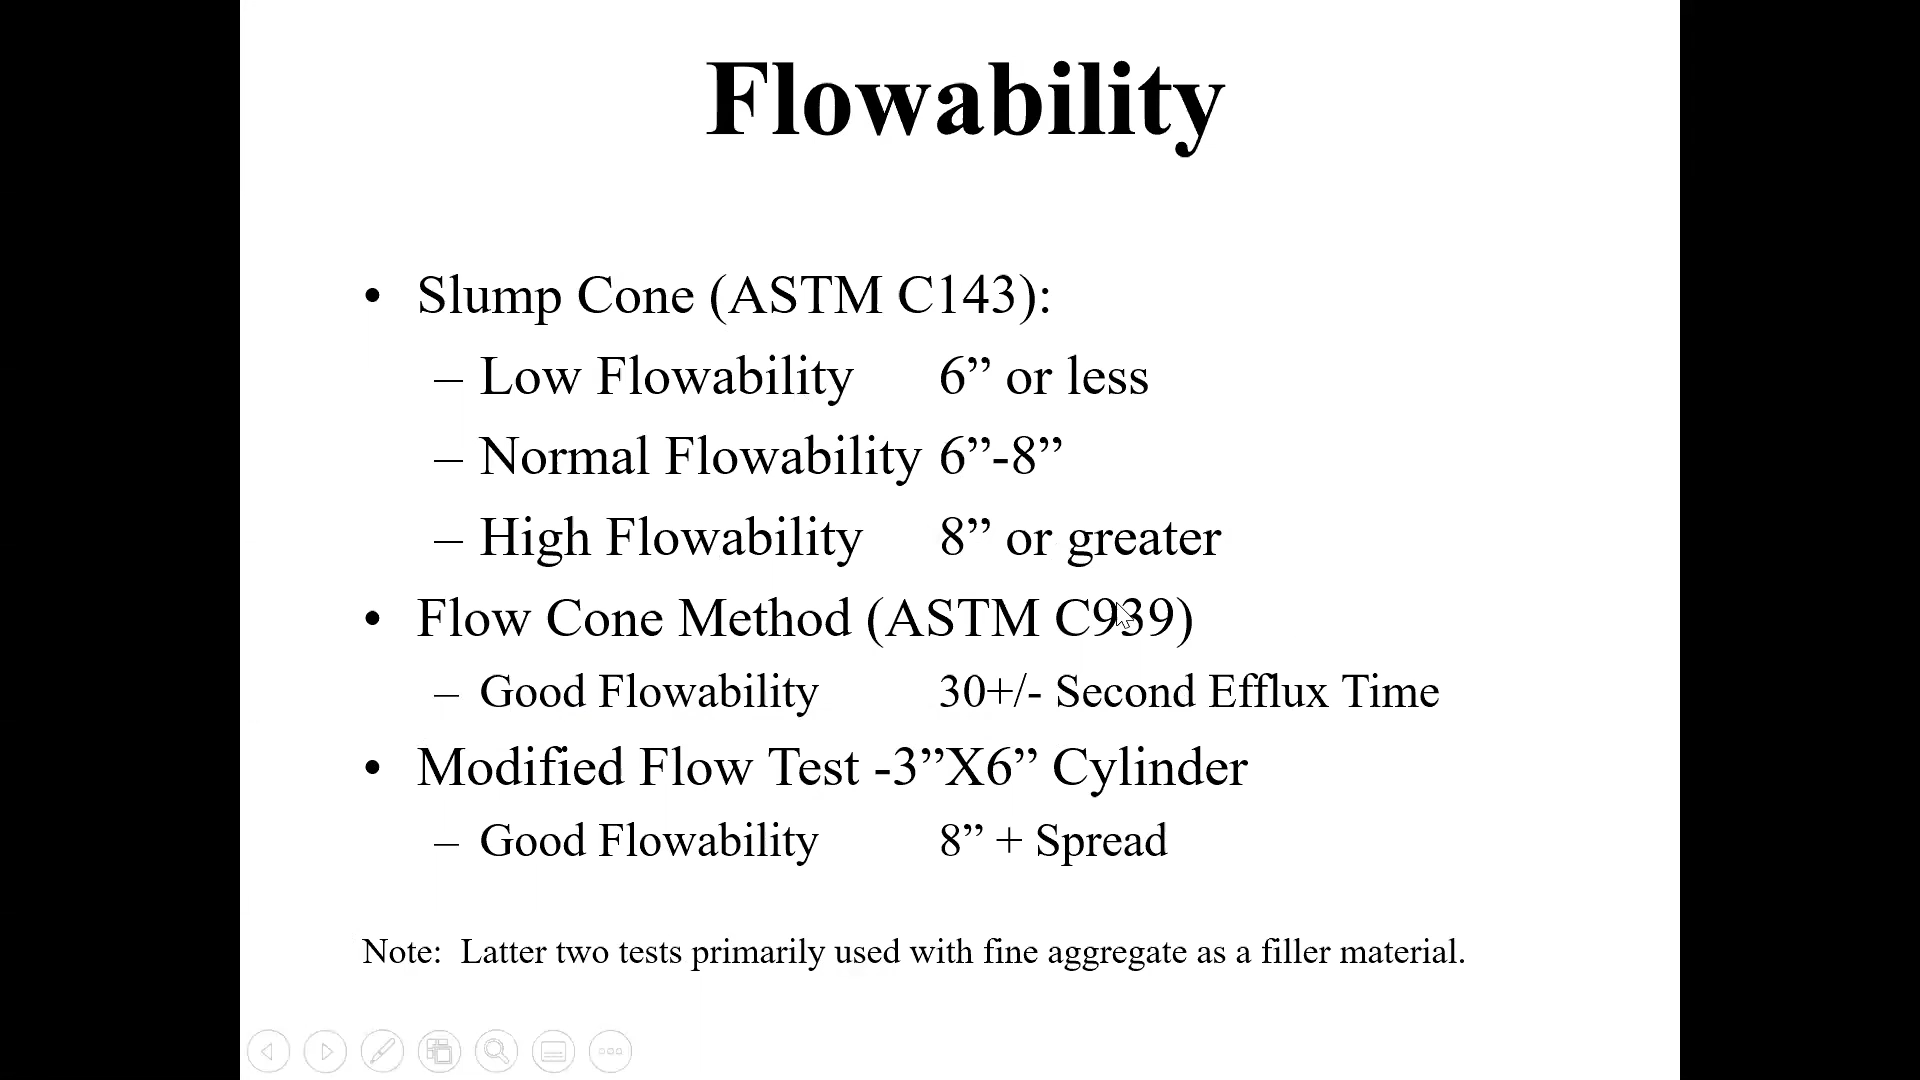 Flowability
• Slump Cone (ASTM C143):
– Low Flowability 6” or less
– Normal Flowability 6”-8”
– High Flowability 8” or greater
• Flow Cone Method (ASTM C939)
– Good Flowability 30+/- Second Efflux Time
• Modified Flow Test -3”X6” Cylinder
– Good Flowability 8” + Spread
Note: Latter two tests primarily used with fine aggregate as a filler material.